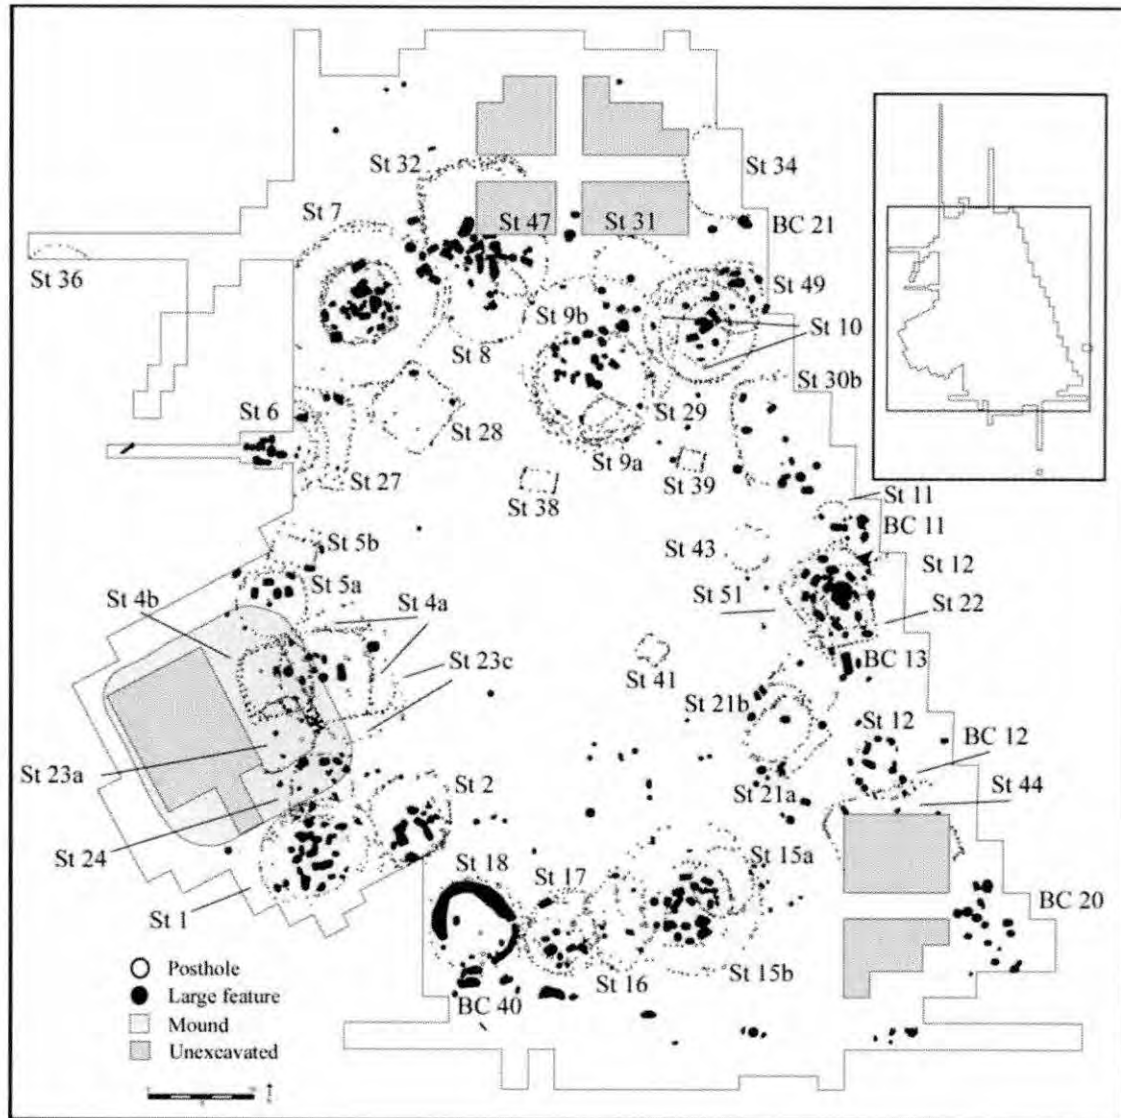 St 32
St 34
St 7
St 47
St 31
BC 21
St 36
St 49
St 9b
St 10
St 8
St 30b
St 6
St 28
St 29
St 9a
St 27
St 39
St 38
St 11
BC 11
St 5b
St 43
St 12
St 5a
St 4b
St 4a
St 51
St 22
St 23c
BC 13
St 41
St 21b
St 12
BC 12
St 23a
St 2
St 21a
St 44
St 24
St 18
St 17
St 15a
St 1
BC 20
Posthole
St 15b
St 16
Large feature
BC 40
Mound
Unexcavated